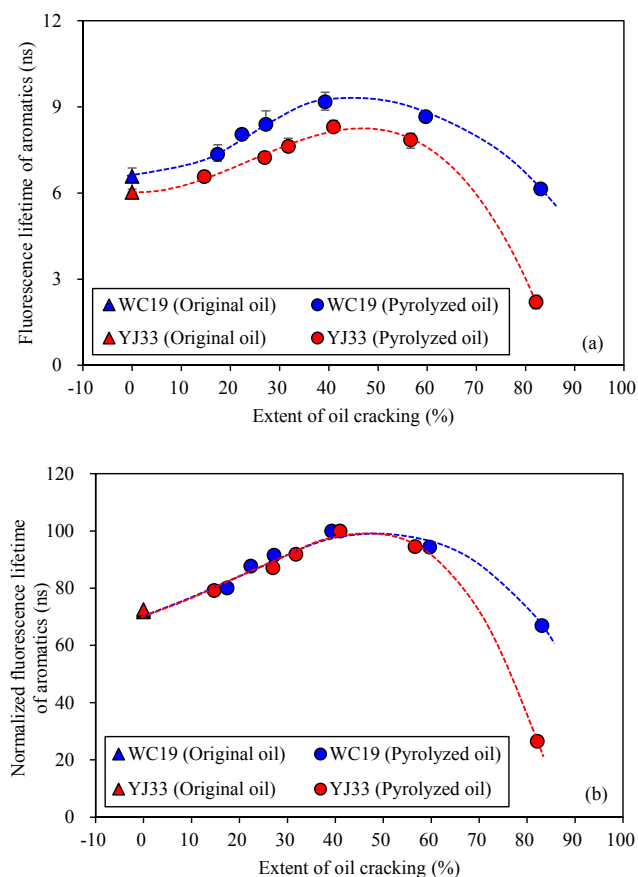 12
9
6
3
0
Fluorescence lifetime of aromatics (ns)
WC19 (Original oil) WC19 (Pyrolyzed oil)
YJ33 (Original oil) YJ33 (Pyrolyzed oil)
(a)
-10 0 10 20 30 40 50 60 70 80 90 100
Extent of oil cracking (%)
120
100
80
60
40
20
0
Normalized fluorescence lifetime
of aromatics (ns)
WC19 (Original oil) WC19 (Pyrolyzed oil)
YJ33 (Original oil) YJ33 (Pyrolyzed oil)
(b)
-10 0 10 20 30 40 50 60 70 80 90 100
Extent of oil cracking (%)